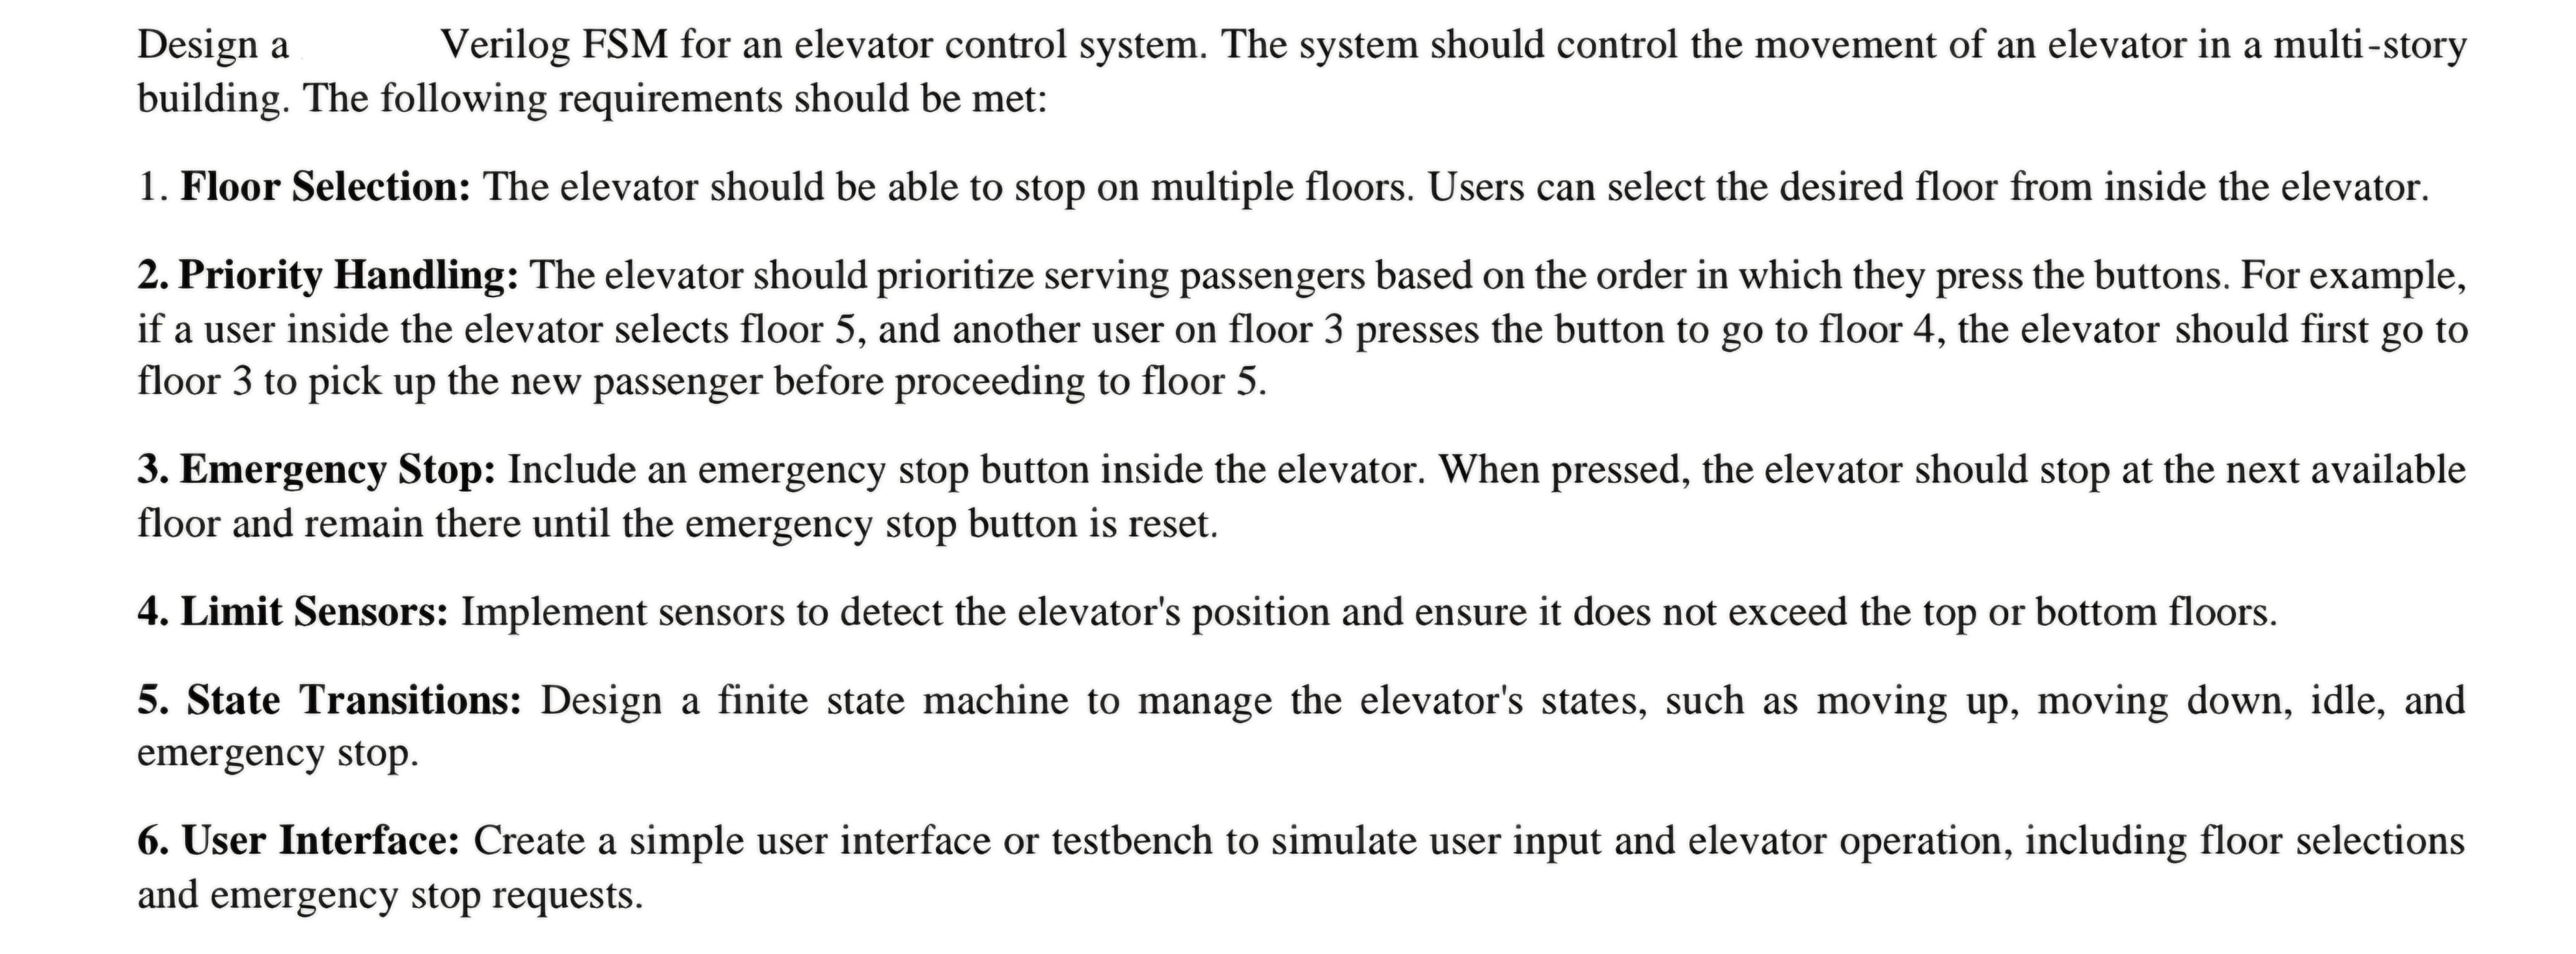 Design a Verilog FSM for an elevator control system. The system should control the movement of an elevator in a multi-story
building. The following requirements should be met:
1. Floor Selection: The elevator should be able to stop on multiple floors. Users can select the desired floor from inside the elevator.
2. Priority Handling: The elevator should prioritize serving passengers based on the order in which they press the buttons. For example,
if a user inside the elevator selects floor 5, and another user on floor 3 presses the button to go to floor 4, the elevator should first go to
floor 3 to pick up the new passenger before proceeding to floor 5.
3. Emergency Stop: Include an emergency stop button inside the elevator. When pressed, the elevator should stop at the next available
floor and remain there until the emergency stop button is reset.
4. Limit Sensors: Implement sensors to detect the elevator's position and ensure it does not exceed the top or bottom floors.
5. State Transitions: Design a finite state machine to manage the elevator's states, such as moving up, moving down, idle, and
emergency stop.
6. User Interface: Create a simple user interface or testbench to simulate user input and elevator operation, including floor selections
and emergency stop requests.